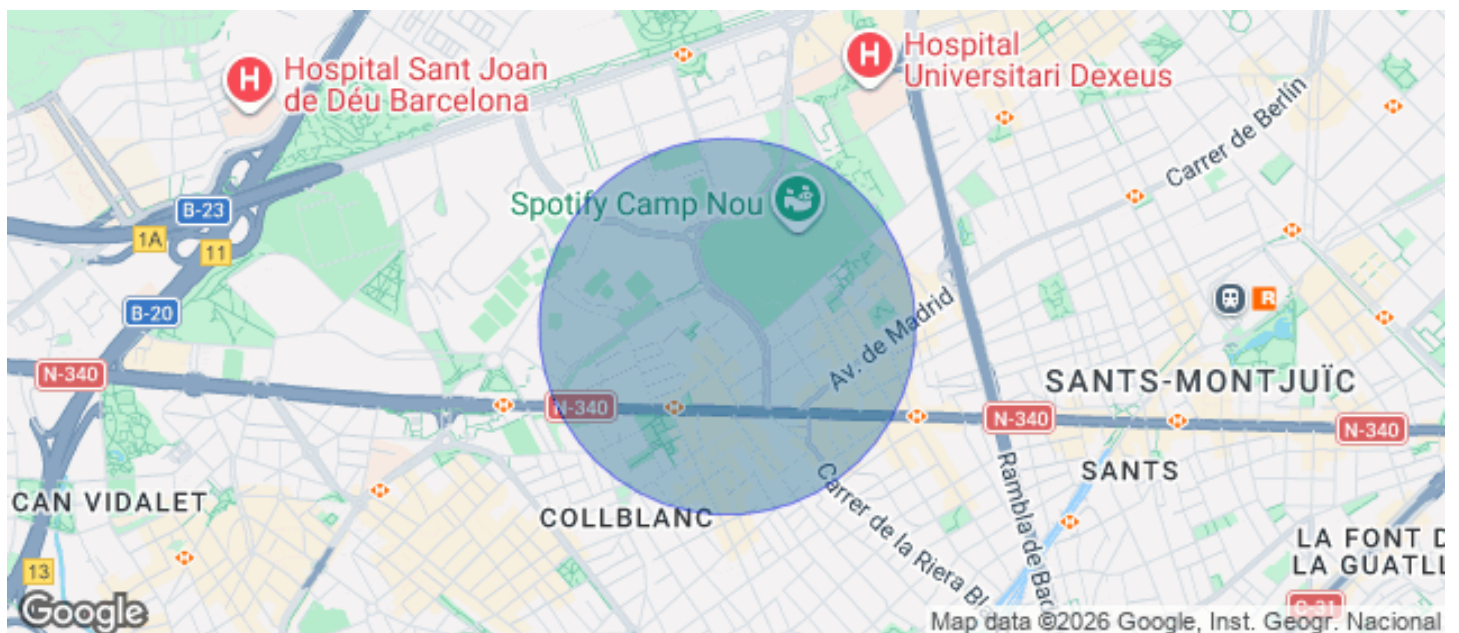 Hospital Sant Joan
de Déu Barcelona
Hospital
Universitari Dexeus
H
H
Carrer de Berlín
Spotify Camp Nou
B-23
1A
11
B-20
R
Av. de Madrid
N-340
SANTS-MONTJUÏC
N-340
N-340
N-340
SANTS
CAN VIDALET
COLLBLANC
Carrer de la Riera Bl
Rambla de Bad
LA FONT D
LA GUATLL
13
C-31
Google
Map data ©2026 Google, Inst. Geogr. Nacional